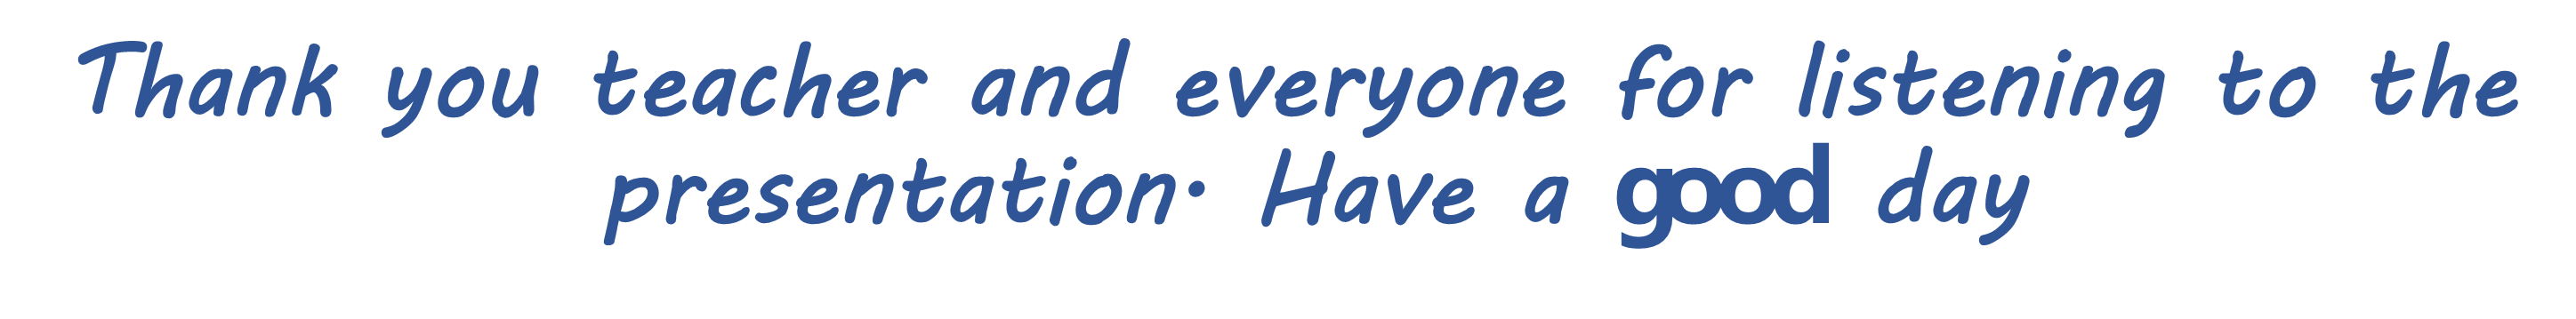 Thank you teacher and everyone for listening to the
presentation. Have a good day